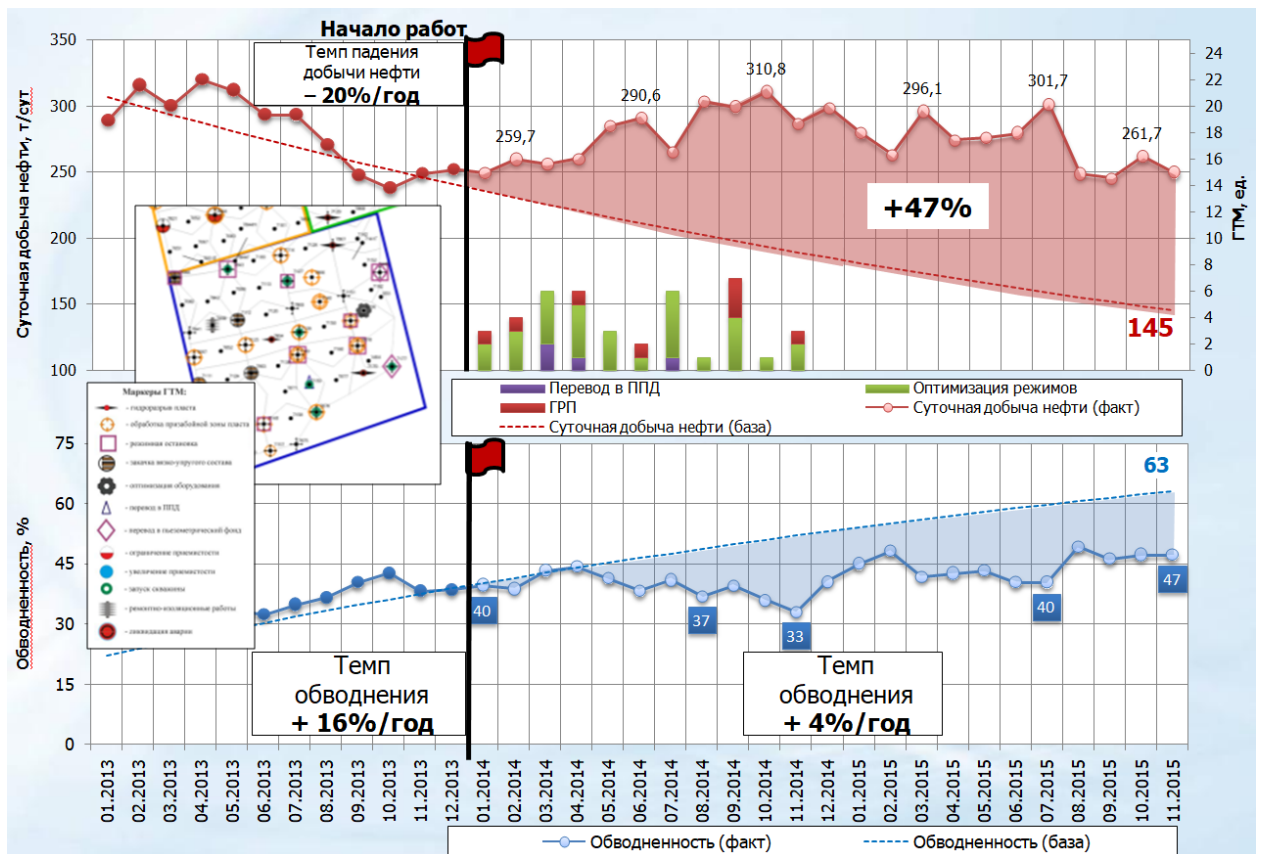 Начало работ
Темп падения
добычи нефти
– 20%/год
Суточная добыча нефти, т/сут
350
300
250
200
150
100
24
22
20
18
16
14
12
10
8
6
4
2
0
ГТМ, ед.
259,7
290,6
310,8
296,1
301,7
261,7
+47%
145
Маркеры ГТМ:
- гидроразрыв пласта
- обработка призабойной зоны пласта
- режимная остановка
- закачка вязко-упругого состава
- оптимизация оборудования
- перевод в ППД
- перевод в пьезометрический фонд
- ограничение приемистости
- увеличение приемистости
- запуск скважины
- ремонтно-изоляционные работы
- ликвидация аварии
Перевод в ППД
Оптимизация режимов
ГРП
Суточная добыча нефти (факт)
Суточная добыча нефти (база)
Обводненность, %
75
60
45
30
15
0
63
40
37
33
40
47
Темп
обводнения
+ 16%/год
Темп
обводнения
+ 4%/год
01.2013
02.2013
03.2013
04.2013
05.2013
06.2013
07.2013
08.2013
09.2013
10.2013
11.2013
12.2013
01.2014
02.2014
03.2014
04.2014
05.2014
06.2014
07.2014
08.2014
09.2014
10.2014
11.2014
12.2014
01.2015
02.2015
03.2015
04.2015
05.2015
06.2015
07.2015
08.2015
09.2015
10.2015
11.2015
Обводненность (факт)
Обводненность (база)